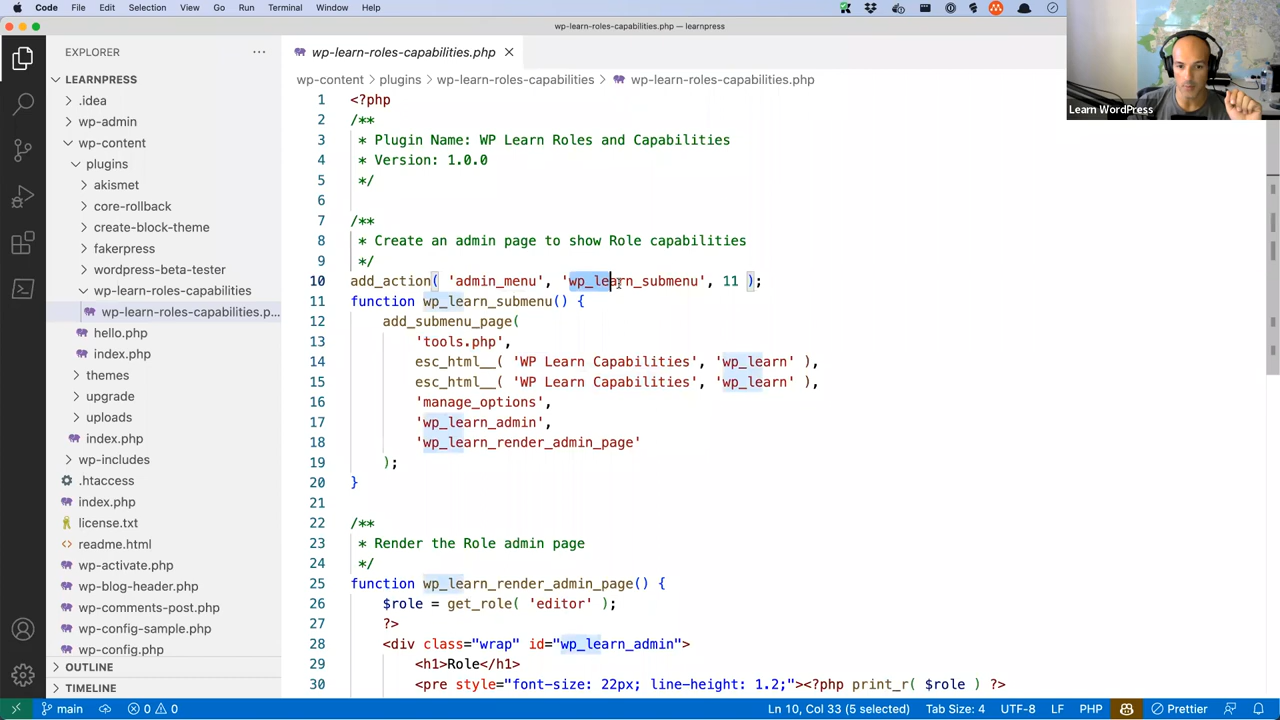 Code File Edit Selection View Go Run Terminal Window Help
wp-learn-roles-capabilities.php — learnpress
EXPLORER
LEARNPRESS
.idea
wp-admin
wp-content
plugins
akismet
core-rollback
create-block-theme
fakerpress
wordpress-beta-tester
wp-learn-roles-capabilities
wp-learn-roles-capabilities.p...
hello.php
index.php
themes
upgrade
uploads
index.php
wp-includes
.htaccess
index.php
license.txt
readme.html
wp-activate.php
wp-blog-header.php
wp-comments-post.php
wp-config-sample.php
wp-config.php
OUTLINE
TIMELINE
wp-learn-roles-capabilities.php
wp-content > plugins > wp-learn-roles-capabilities > wp-learn-roles-capabilities.php
1 <?php
2 /**
3 * Plugin Name: WP Learn Roles and Capabilities
4 * Version: 1.0.0
5 */
6
7 /**
8 * Create an admin page to show Role capabilities
9 */
10 add_action( 'admin_menu', 'wp_learn_submenu', 11 );
11 function wp_learn_submenu() {
12 add_submenu_page(
13 'tools.php',
14 esc_html__( 'WP Learn Capabilities', 'wp_learn' ),
15 esc_html__( 'WP Learn Capabilities', 'wp_learn' ),
16 'manage_options',
17 'wp_learn_admin',
18 'wp_learn_render_admin_page'
19 );
20 }
21
22 /**
23 * Render the Role admin page
24 */
25 function wp_learn_render_admin_page() {
26 $role = get_role( 'editor' );
27 ?>
28 <div class="wrap" id="wp_learn_admin">
29 <h1>Role</h1>
30 <pre style="font-size: 22px; line-height: 1.2;"><?php print_r( $role ) ?>
Learn WordPress
main 0 0 Ln 10, Col 33 (5 selected) Tab Size: 4 UTF-8 LF PHP Prettier